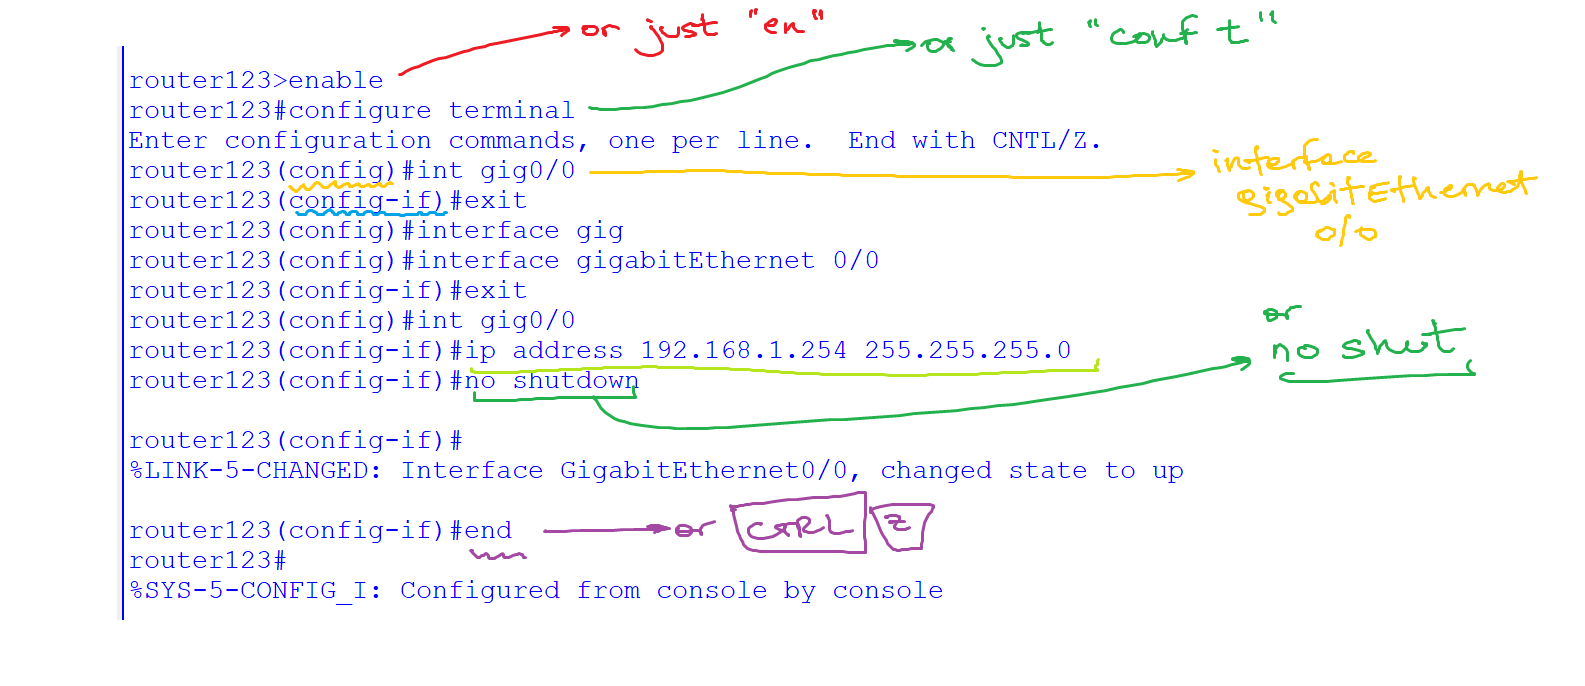 or just "en"
or just "conf t"
router123>enable
router123#configure terminal
Enter configuration commands, one per line.  End with CNTL/Z.
router123(config)#int gig0/0
interface
gigabitEthernet
0/0
router123(config-if)#exit
router123(config)#interface gig
router123(config)#interface gigabitEthernet 0/0
router123(config-if)#exit
router123(config)#int gig0/0
router123(config-if)#ip address 192.168.1.254 255.255.255.0
router123(config-if)#no shutdown
or
no shut
router123(config-if)#
%LINK-5-CHANGED: Interface GigabitEthernet0/0, changed state to up
router123(config-if)#end
or CTRL Z
router123#
%SYS-5-CONFIG_I: Configured from console by console